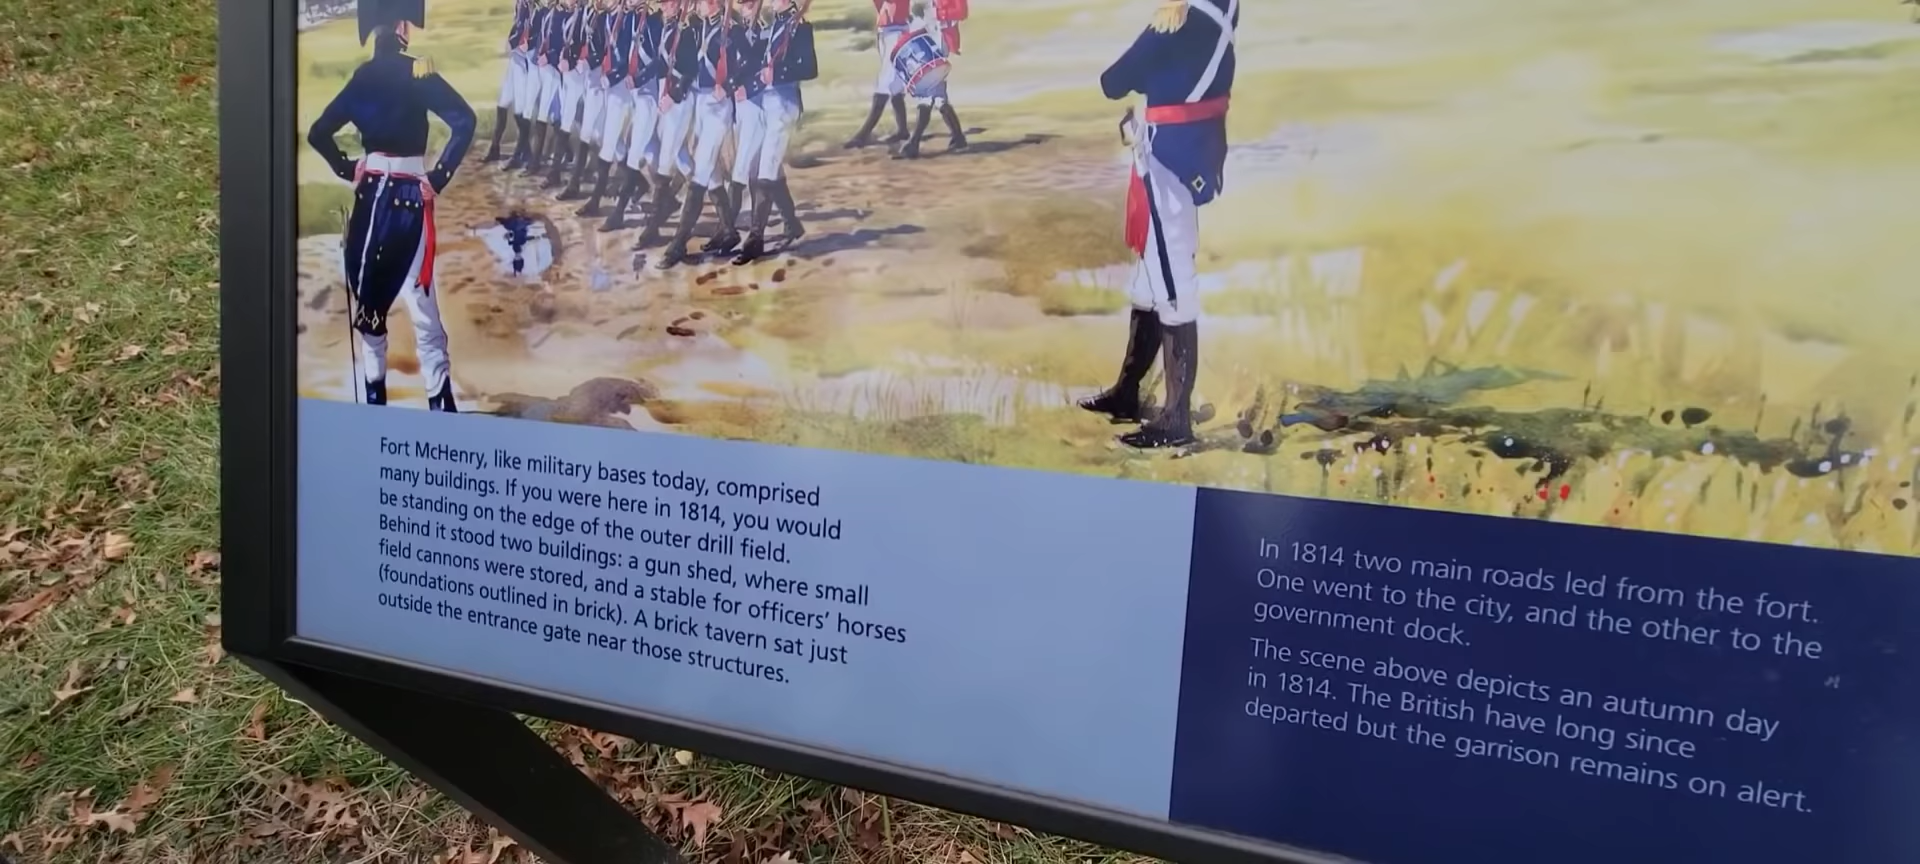 Fort McHenry, like military bases today, comprised
many buildings. If you were here in 1814, you would
be standing on the edge of the outer drill field.
Behind it stood two buildings: a gun shed, where small
field cannons were stored, and a stable for officers' horses
(foundations outlined in brick). A brick tavern sat just
outside the entrance gate near those structures.
In 1814 two main roads led from the fort.
One went to the city, and the other to the
government dock.
The scene above depicts an autumn day
in 1814. The British have long since
departed but the garrison remains on alert.